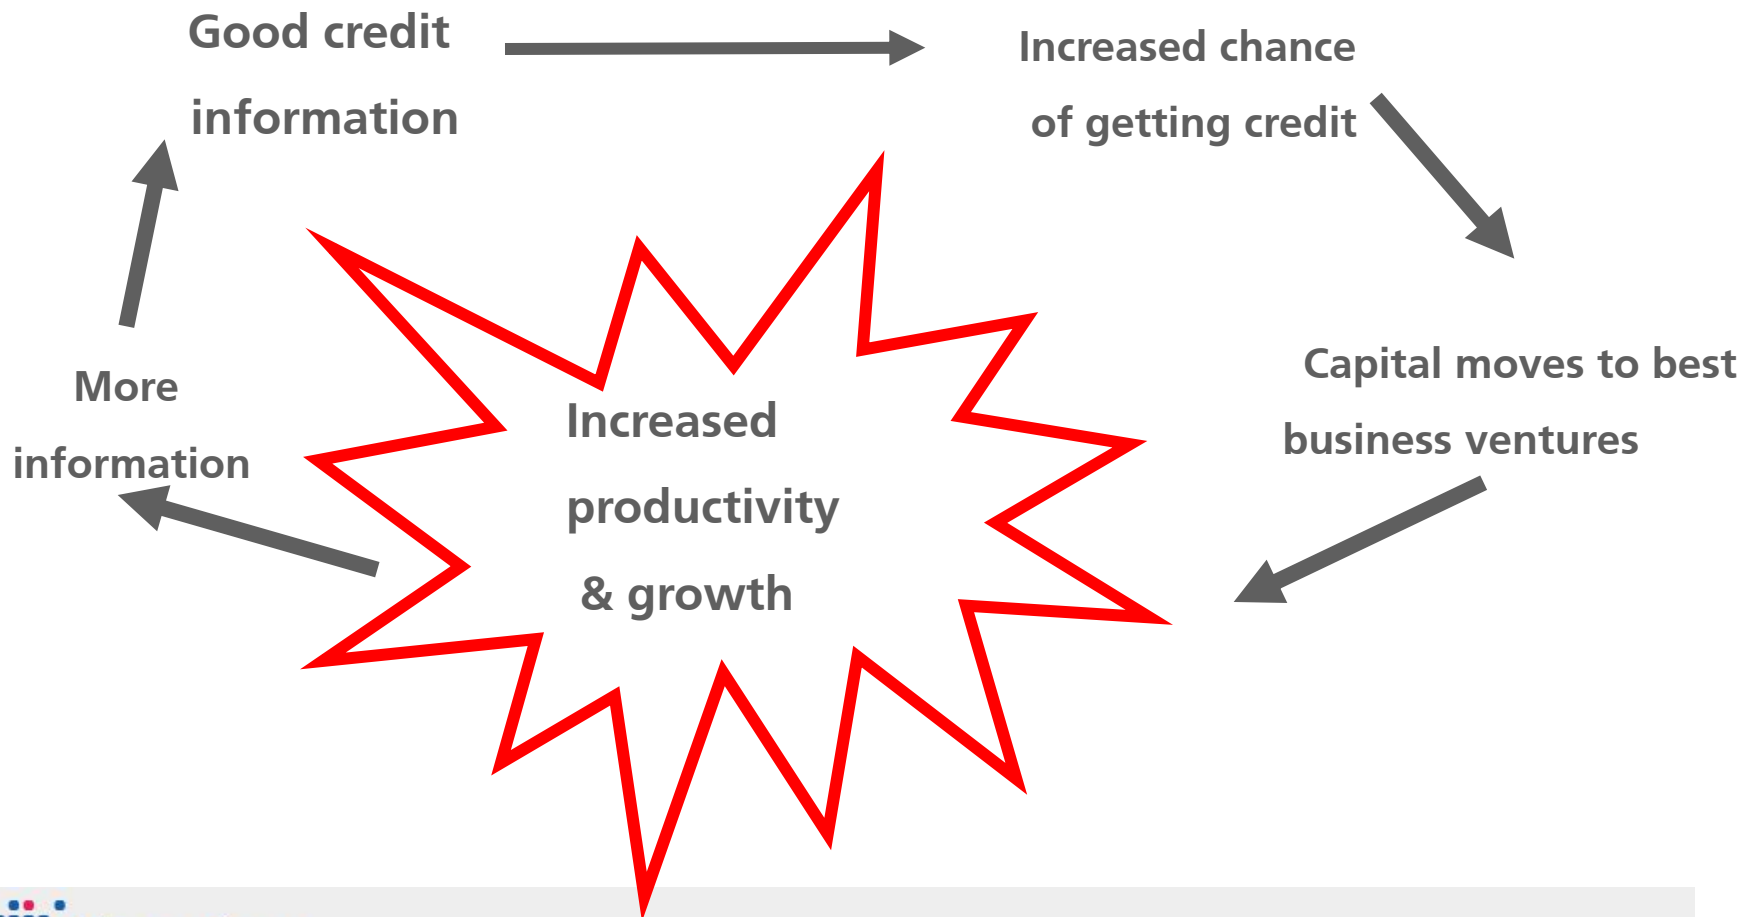 Good credit
information
Increased chance
of getting credit
Capital moves to best
business ventures
Increased
productivity
& growth
More
information